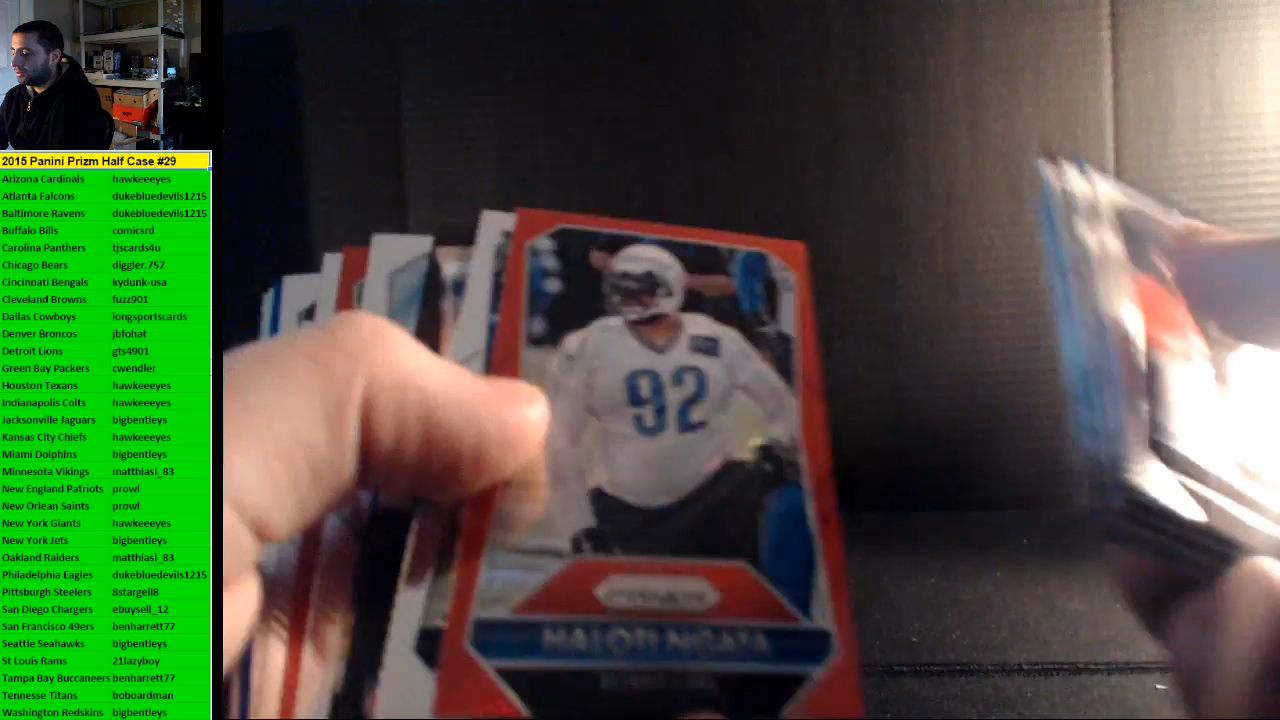 2015 Panini Prizm Half Case #29
Arizona Cardinals hawkeeeyes
Atlanta Falcons dukebluedevils1215
Baltimore Ravens dukebluedevils1215
Buffalo Bills comicsrd
Carolina Panthers tjscards4u
Chicago Bears diggler.757
Cincinnati Bengals kydunk-usa
Cleveland Browns fuzz901
Dallas Cowboys longsportscards
Denver Broncos jbfohat
Detroit Lions gts4901
Green Bay Packers cwendler
Houston Texans hawkeeeyes
Indianapolis Colts hawkeeeyes
Jacksonville Jaguars bigbentleys
Kansas City Chiefs hawkeeeyes
Miami Dolphins bigbentleys
Minnesota Vikings matthiasl_83
New England Patriots prowl
New Orlean Saints prowl
New York Giants hawkeeeyes
New York Jets bigbentleys
Oakland Raiders matthiasl_83
Philadelphia Eagles dukebluedevils1215
Pittsburgh Steelers 8stargell8
San Diego Chargers ebuysell_12
San Francisco 49ers benharrett77
Seattle Seahawks bigbentleys
St Louis Rams 21lazyboy
Tampa Bay Buccaneers benharrett77
Tennesse Titans boboardman
Washington Redskins bigbentleys
92
PRIZM
HALOTI NGATA